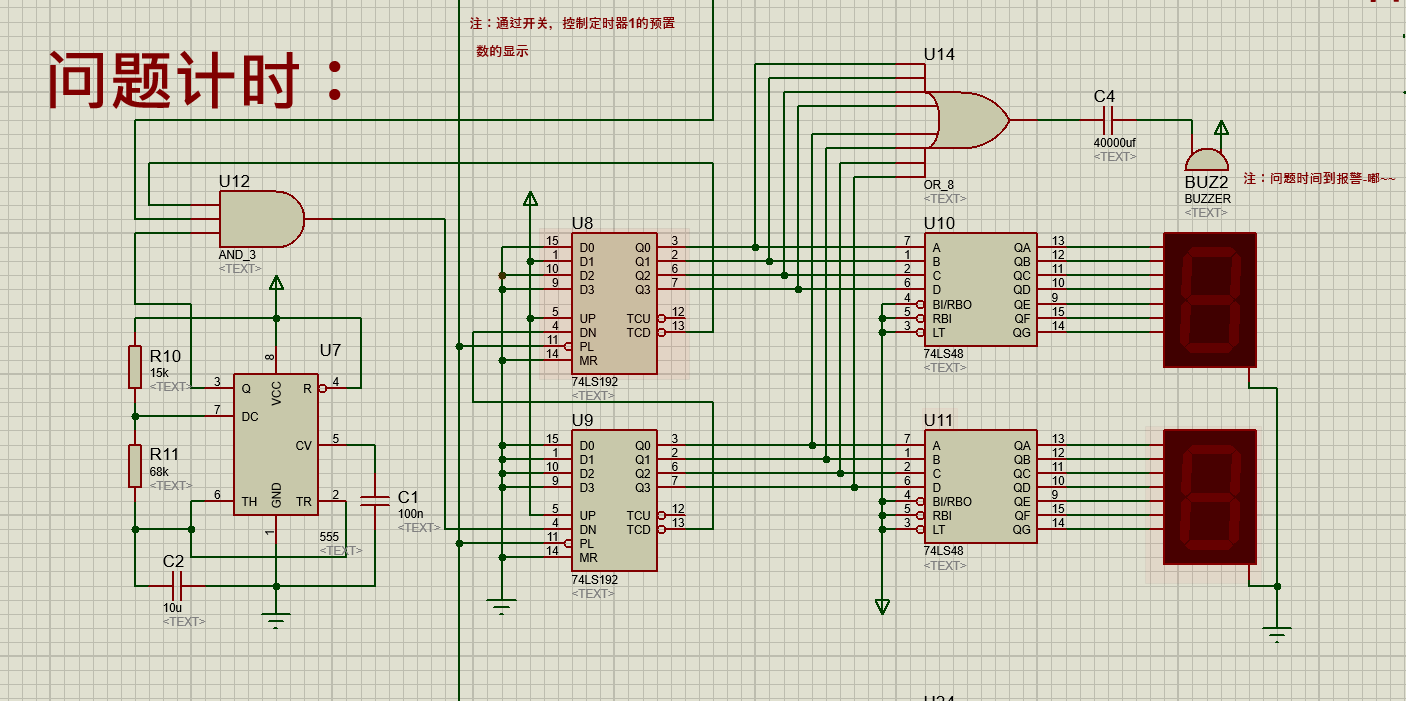 注：通过开关，控制定时器1的预置
数的显示
问题计时：
U14
OR_8
<TEXT>
C4
40000uf
<TEXT>
BUZ2
BUZZER
<TEXT>
注：问题时间到报警-嘟~~
U12
AND_3
<TEXT>
R10
15k
<TEXT>
R11
68k
<TEXT>
C2
10u
<TEXT>
U7
3 Q
7 DC
6 TH
8 VCC
1 GND
R 4
CV 5
TR 2
555
<TEXT>
C1
100n
<TEXT>
U8
15 D0 Q0 3
1 D1 Q1 2
10 D2 Q2 6
9 D3 Q3 7
5 UP TCU 12
4 DN TCD 13
11 PL
14 MR
74LS192
<TEXT>
U9
15 D0 Q0 3
1 D1 Q1 2
10 D2 Q2 6
9 D3 Q3 7
5 UP TCU 12
4 DN TCD 13
11 PL
14 MR
74LS192
<TEXT>
U10
7 A QA 13
1 B QB 12
2 C QC 11
6 D QD 10
4 BI/RBO QE 9
5 RBI QF 15
3 LT QG 14
74LS48
<TEXT>
U11
7 A QA 13
1 B QB 12
2 C QC 11
6 D QD 10
4 BI/RBO QE 9
5 RBI QF 15
3 LT QG 14
74LS48
<TEXT>